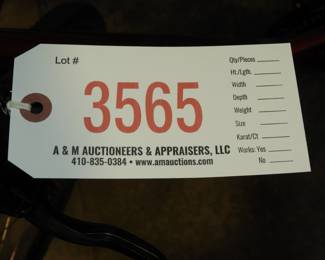 Lot #
3565
A & M AUCTIONEERS & APPRAISERS, LLC
410-835-0384 • www.amauctions.com
Qty/Pieces
Ht./Lgth.
Width
Depth
Weight
Size
Karat/Ct.
Works: Yes
No